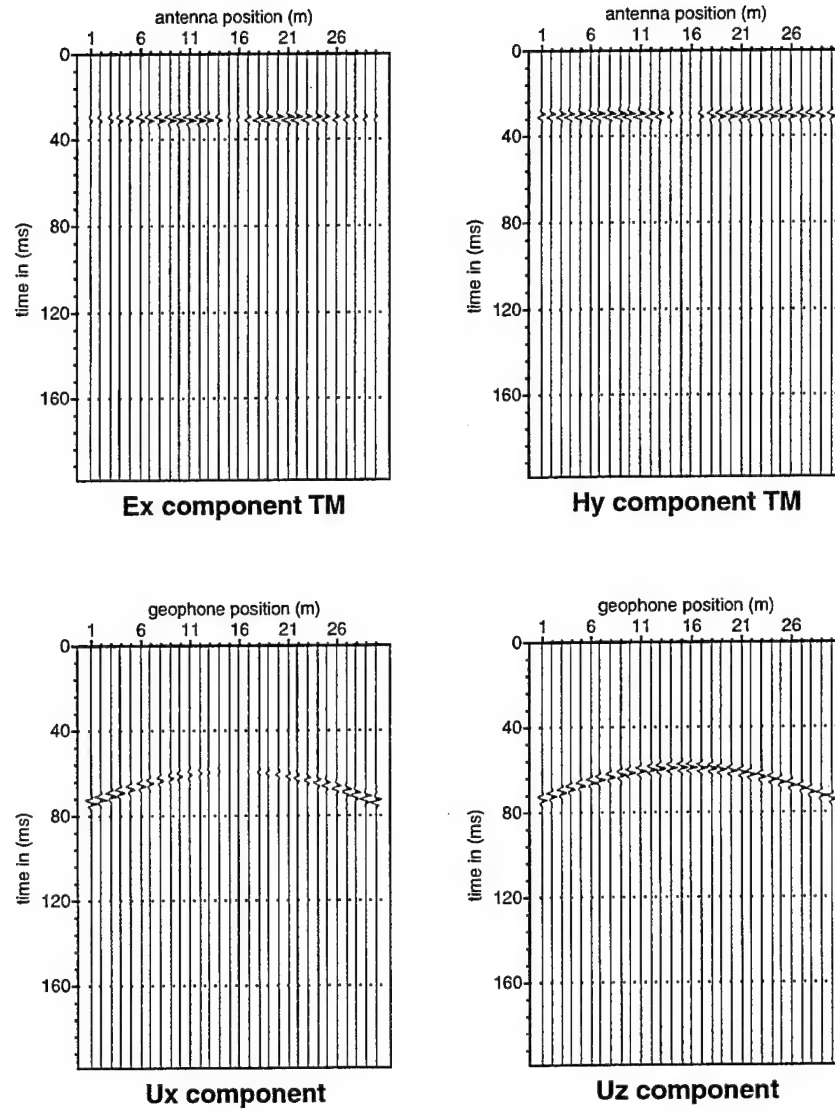 antenna position (m)
1 6 11 16 21 26
0
40
80
120
160
time in (ms)
Ex component TM
antenna position (m)
1 6 11 16 21 26
0
40
80
120
160
time in (ms)
Hy component TM
geophone position (m)
1 6 11 16 21 26
0
40
80
120
160
time in (ms)
Ux component
geophone position (m)
1 6 11 16 21 26
0
40
80
120
160
time in (ms)
Uz component